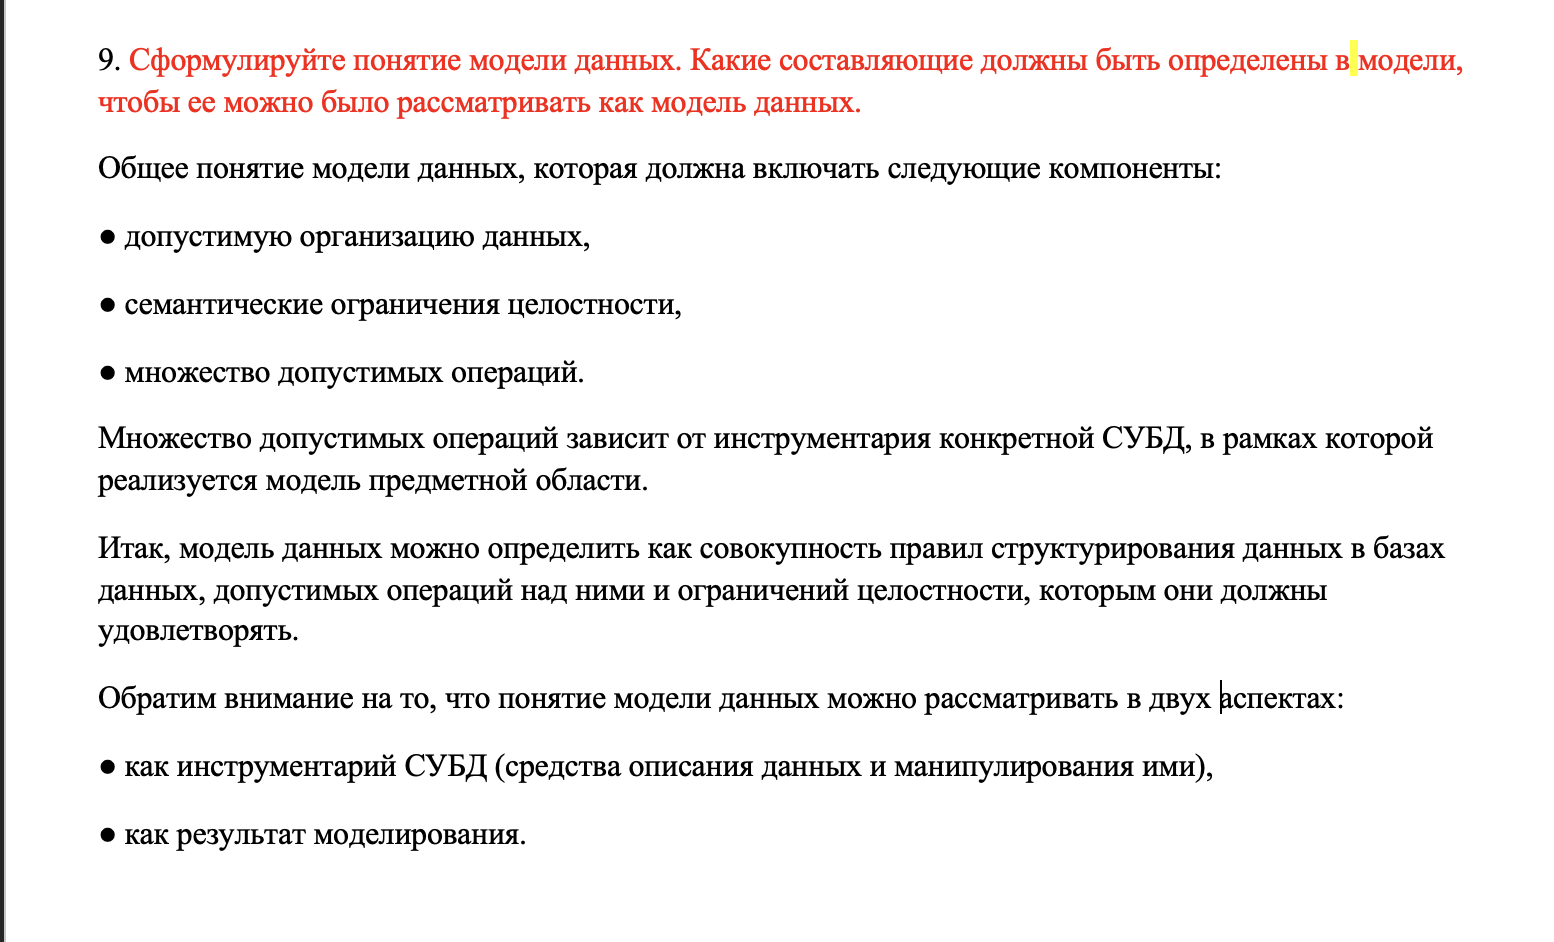 9. Сформулируйте понятие модели данных. Какие составляющие должны быть определены в модели,
чтобы ее можно было рассматривать как модель данных.
Общее понятие модели данных, которая должна включать следующие компоненты:
● допустимую организацию данных,
● семантические ограничения целостности,
● множество допустимых операций.
Множество допустимых операций зависит от инструментария конкретной СУБД, в рамках которой
реализуется модель предметной области.
Итак, модель данных можно определить как совокупность правил структурирования данных в базах
данных, допустимых операций над ними и ограничений целостности, которым они должны
удовлетворять.
Обратим внимание на то, что понятие модели данных можно рассматривать в двух аспектах:
● как инструментарий СУБД (средства описания данных и манипулирования ими),
● как результат моделирования.